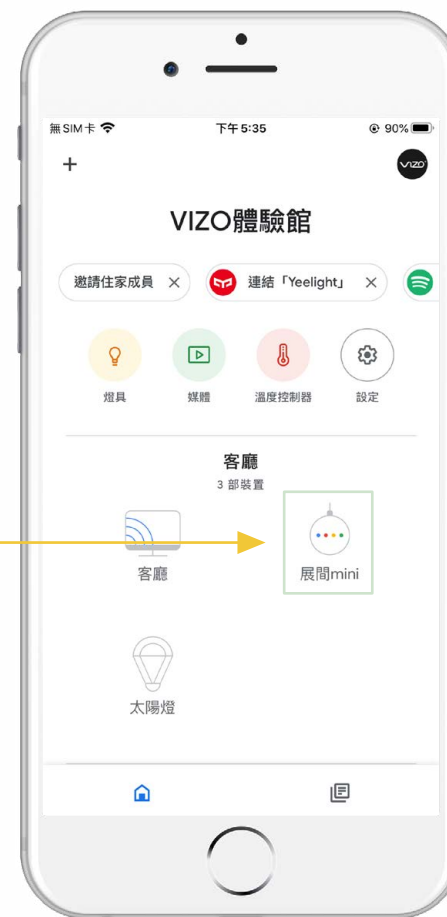 無SIM卡 下午5:35 90%
+ VIZO
VIZO體驗館
邀請住家成員 × 連結「Yeelight」 ×
燈具 媒體 溫度控制器 設定
客廳
3 部裝置
客廳 展間mini
太陽燈